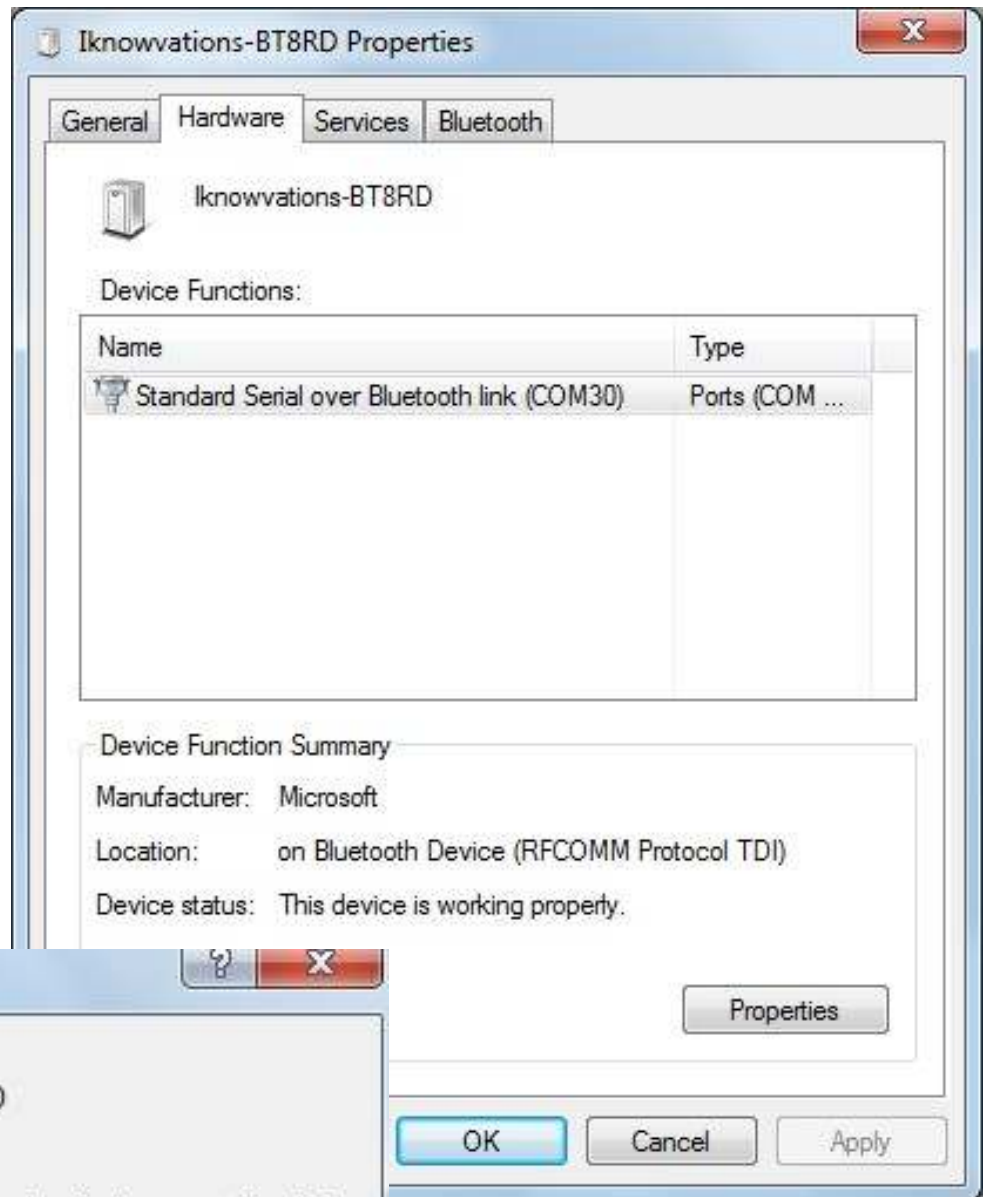 Iknowvations-BT8RD Properties
General Hardware Services Bluetooth
Iknowvations-BT8RD
Device Functions:
Name Type
Standard Serial over Bluetooth link (COM30) Ports (COM ...
Device Function Summary
Manufacturer: Microsoft
Location: on Bluetooth Device (RFCOMM Protocol TDI)
Device status: This device is working properly.
?
Properties
)
OK Cancel Apply